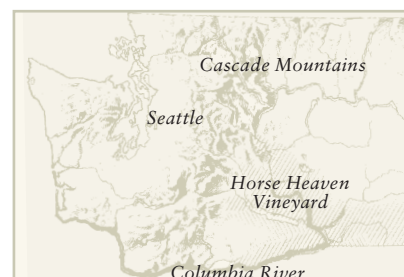 Cascade Mountains
Seattle
Horse Heaven
Vineyard
Columbia River